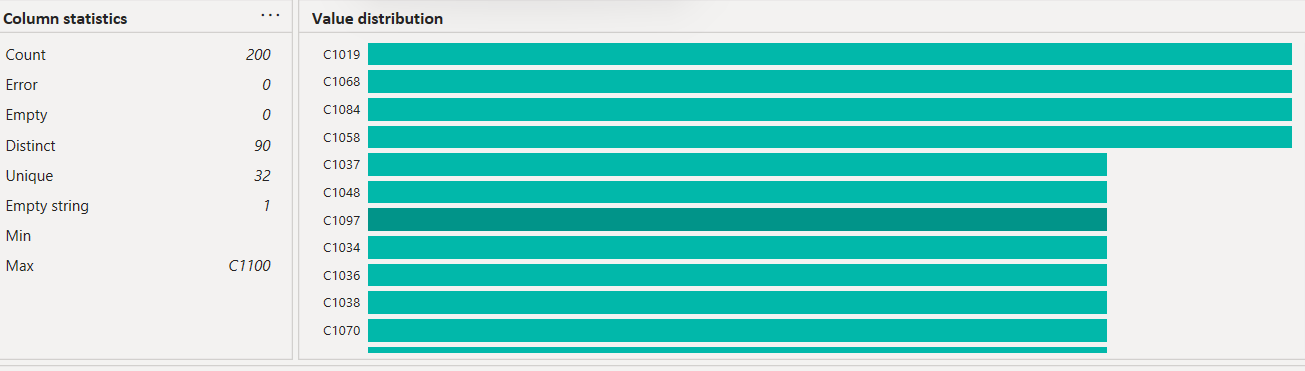 Column statistics ...
Count 200
Error 0
Empty 0
Distinct 90
Unique 32
Empty string 1
Min
Max C1100
Value distribution
C1019
C1068
C1084
C1058
C1037
C1048
C1097
C1034
C1036
C1038
C1070